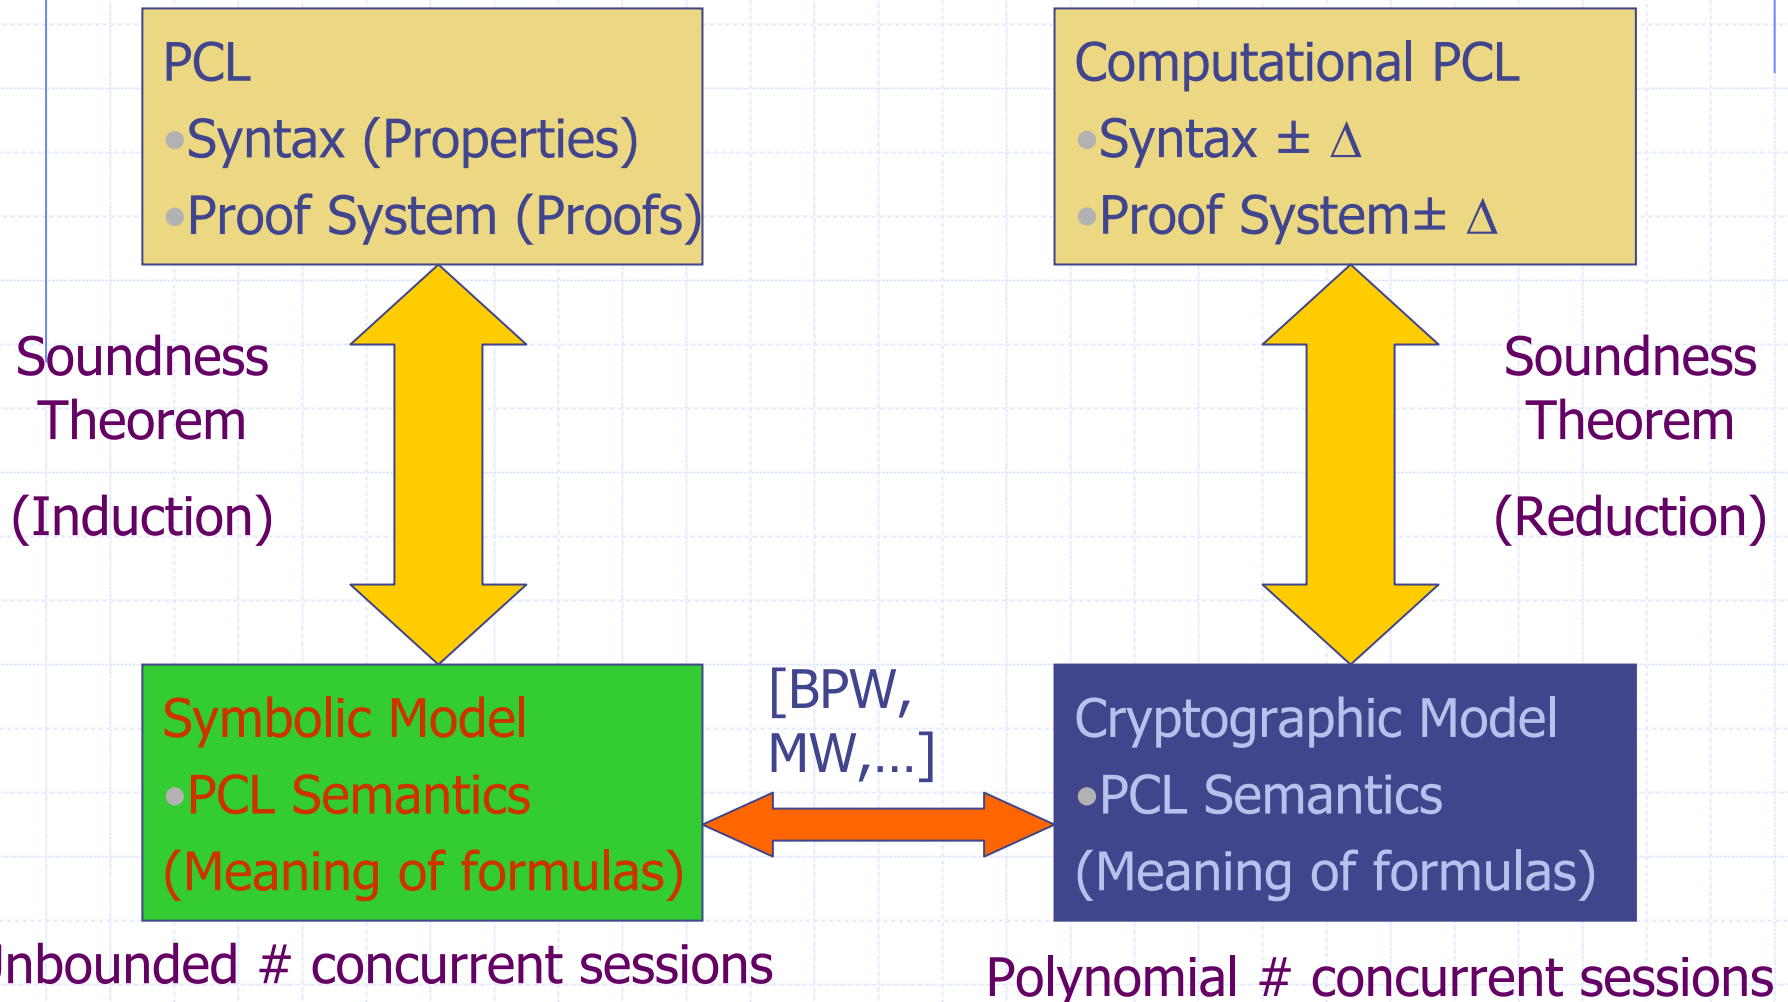 PCL
•Syntax (Properties)
•Proof System (Proofs)
Computational PCL
•Syntax ± Δ
•Proof System± Δ
Soundness
Theorem
(Induction)
Soundness
Theorem
(Reduction)
Symbolic Model
•PCL Semantics
(Meaning of formulas)
[BPW,
MW,…]
Cryptographic Model
•PCL Semantics
(Meaning of formulas)
Unbounded # concurrent sessions
Polynomial # concurrent sessions